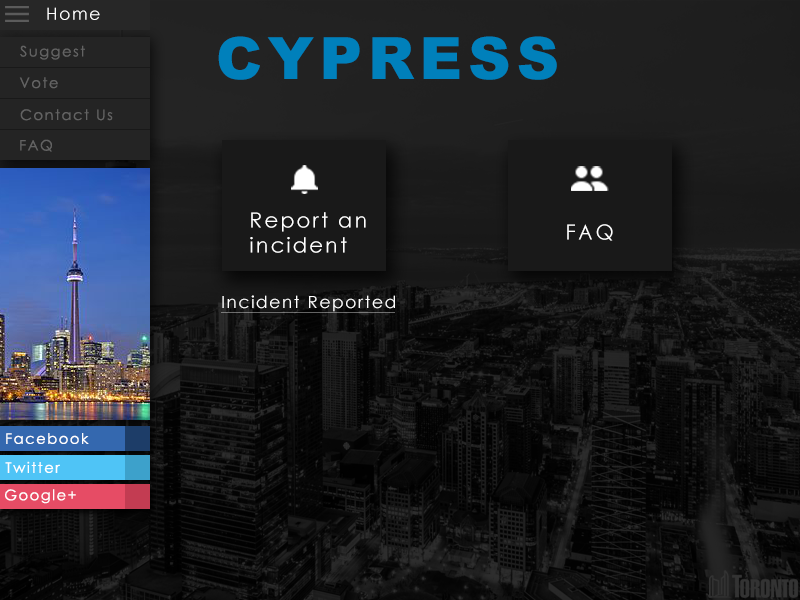 Home
Suggest
Vote
Contact Us
FAQ
Facebook
Twitter
Google+
CYPRESS
Report an
incident
FAQ
Incident Reported
TORONTO